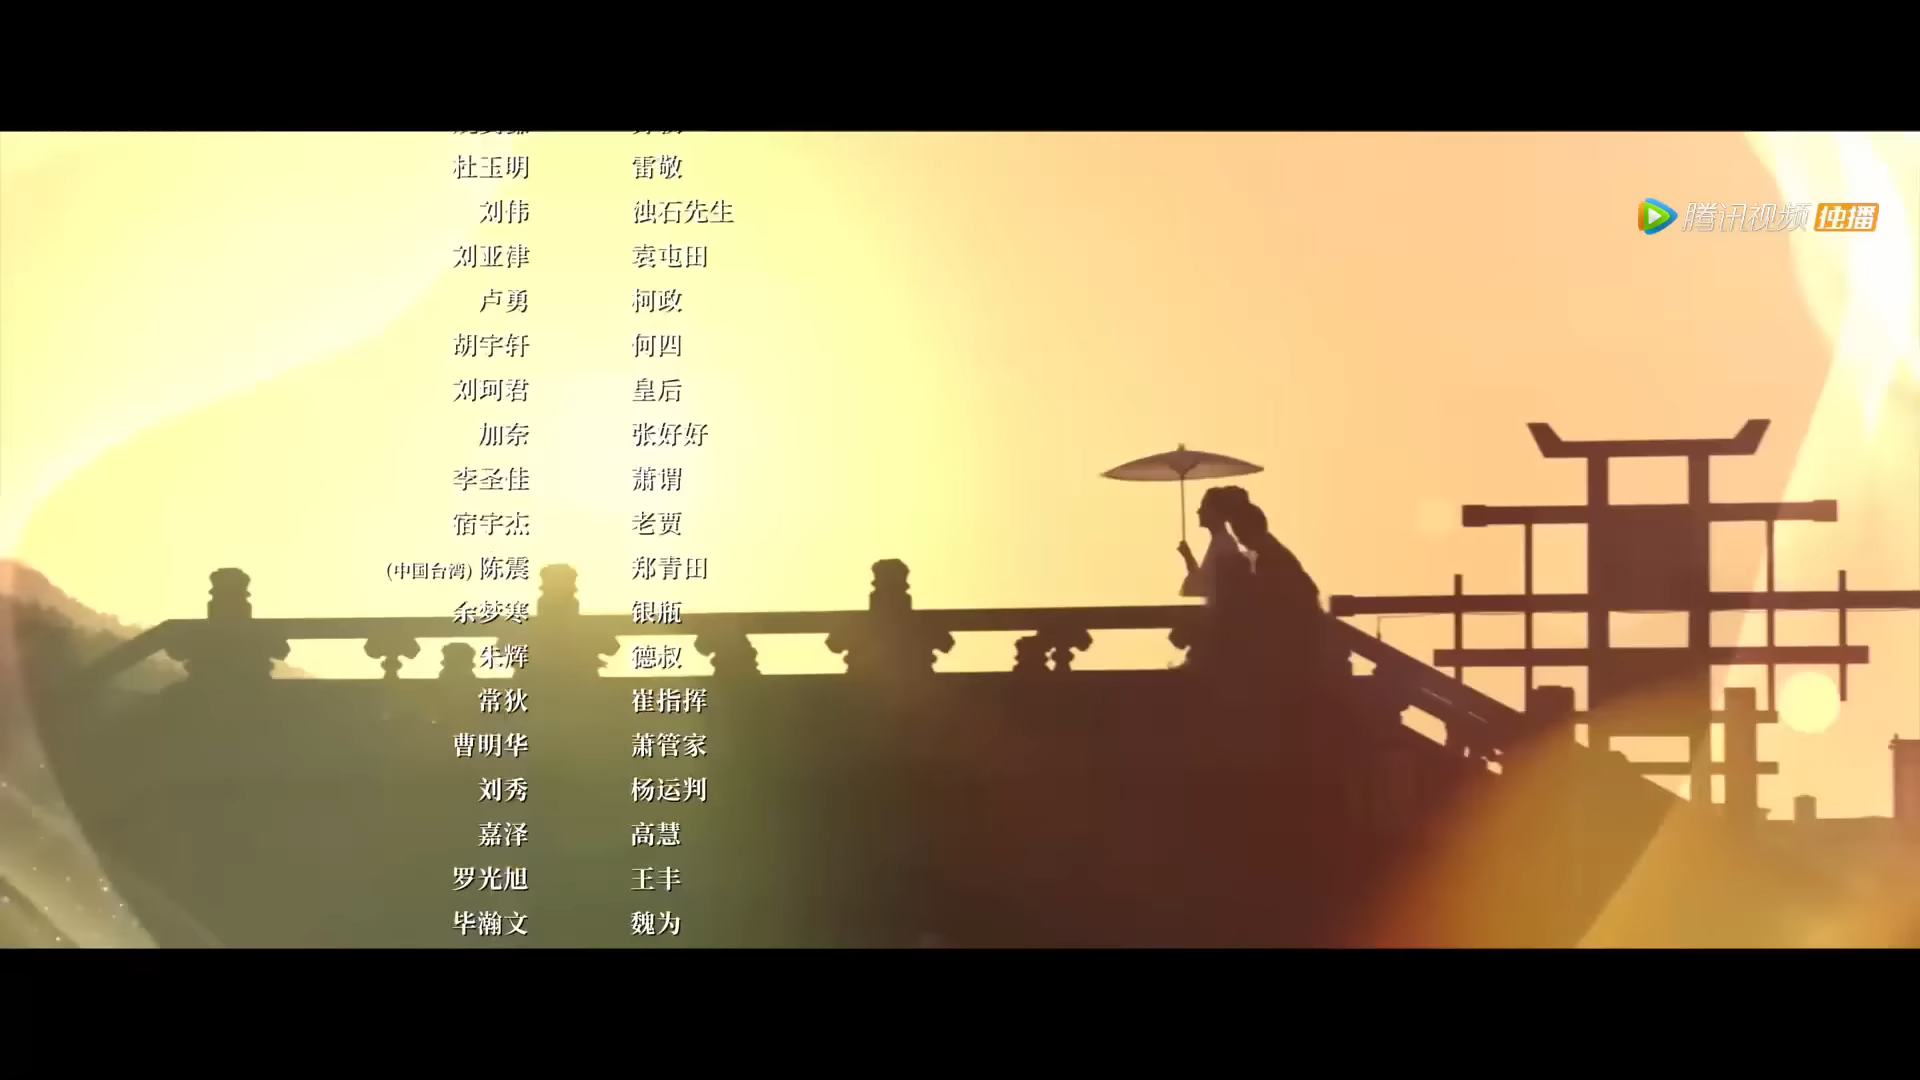 杜玉明 雷敬
刘伟 浊石先生
刘亚津 袁屯田
卢勇 柯政
胡宇轩 何四
刘珂君 皇后
加奈 张好好
李圣佳 萧谓
宿宇杰 老贾
(中国台湾) 陈震 郑青田
余梦寒 银瓶
朱辉 德叔
常狄 崔指挥
曹明华 萧管家
刘秀 杨运判
嘉泽 高慧
罗光旭 王丰
毕瀚文 魏为
腾讯视频 独播